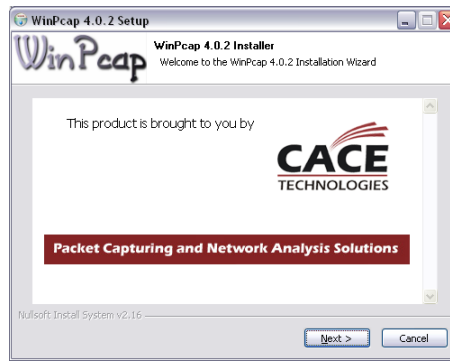 WinPcap 4.0.2 Setup
WinPcap
WinPcap 4.0.2 Installer
Welcome to the WinPcap 4.0.2 Installation Wizard
This product is brought to you by
CACE
TECHNOLOGIES
Packet Capturing and Network Analysis Solutions
Nullsoft Install System v2.16
Next >
Cancel